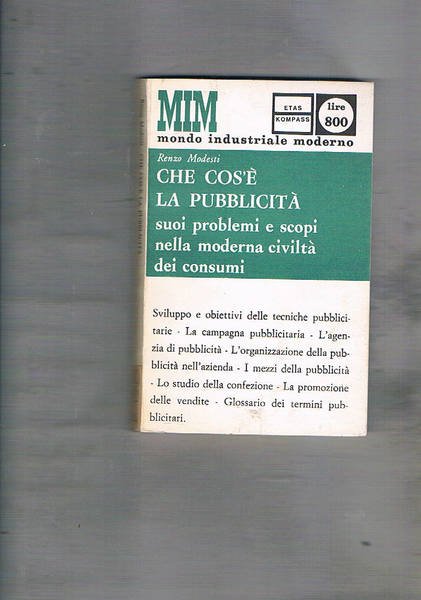 MIM
ETAS
KOMPASS
lire
800
mondo industriale moderno
Renzo Modesti
CHE COS'È
LA PUBBLICITÀ
suoi problemi e scopi
nella moderna civiltà
dei consumi
Sviluppo e obiettivi delle tecniche pubblici-
tarie - La campagna pubblicitaria - L'agen-
zia di pubblicità - L'organizzazione della pub-
blicità nell'azienda - I mezzi della pubblicità
- Lo studio della confezione - La promozione
delle vendite - Glossario dei termini pub-
blicitari.